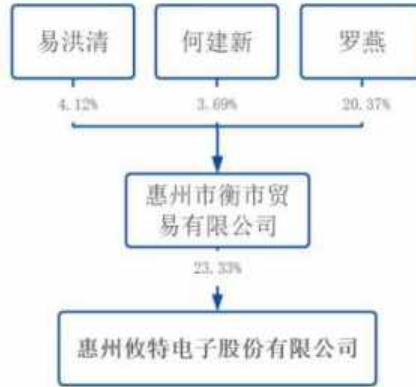 易洪清
何建新
罗燕
4.12%
3.69%
20.37%
惠州市衡市贸
易有限公司
23.33%
惠州攸特电子股份有限公司